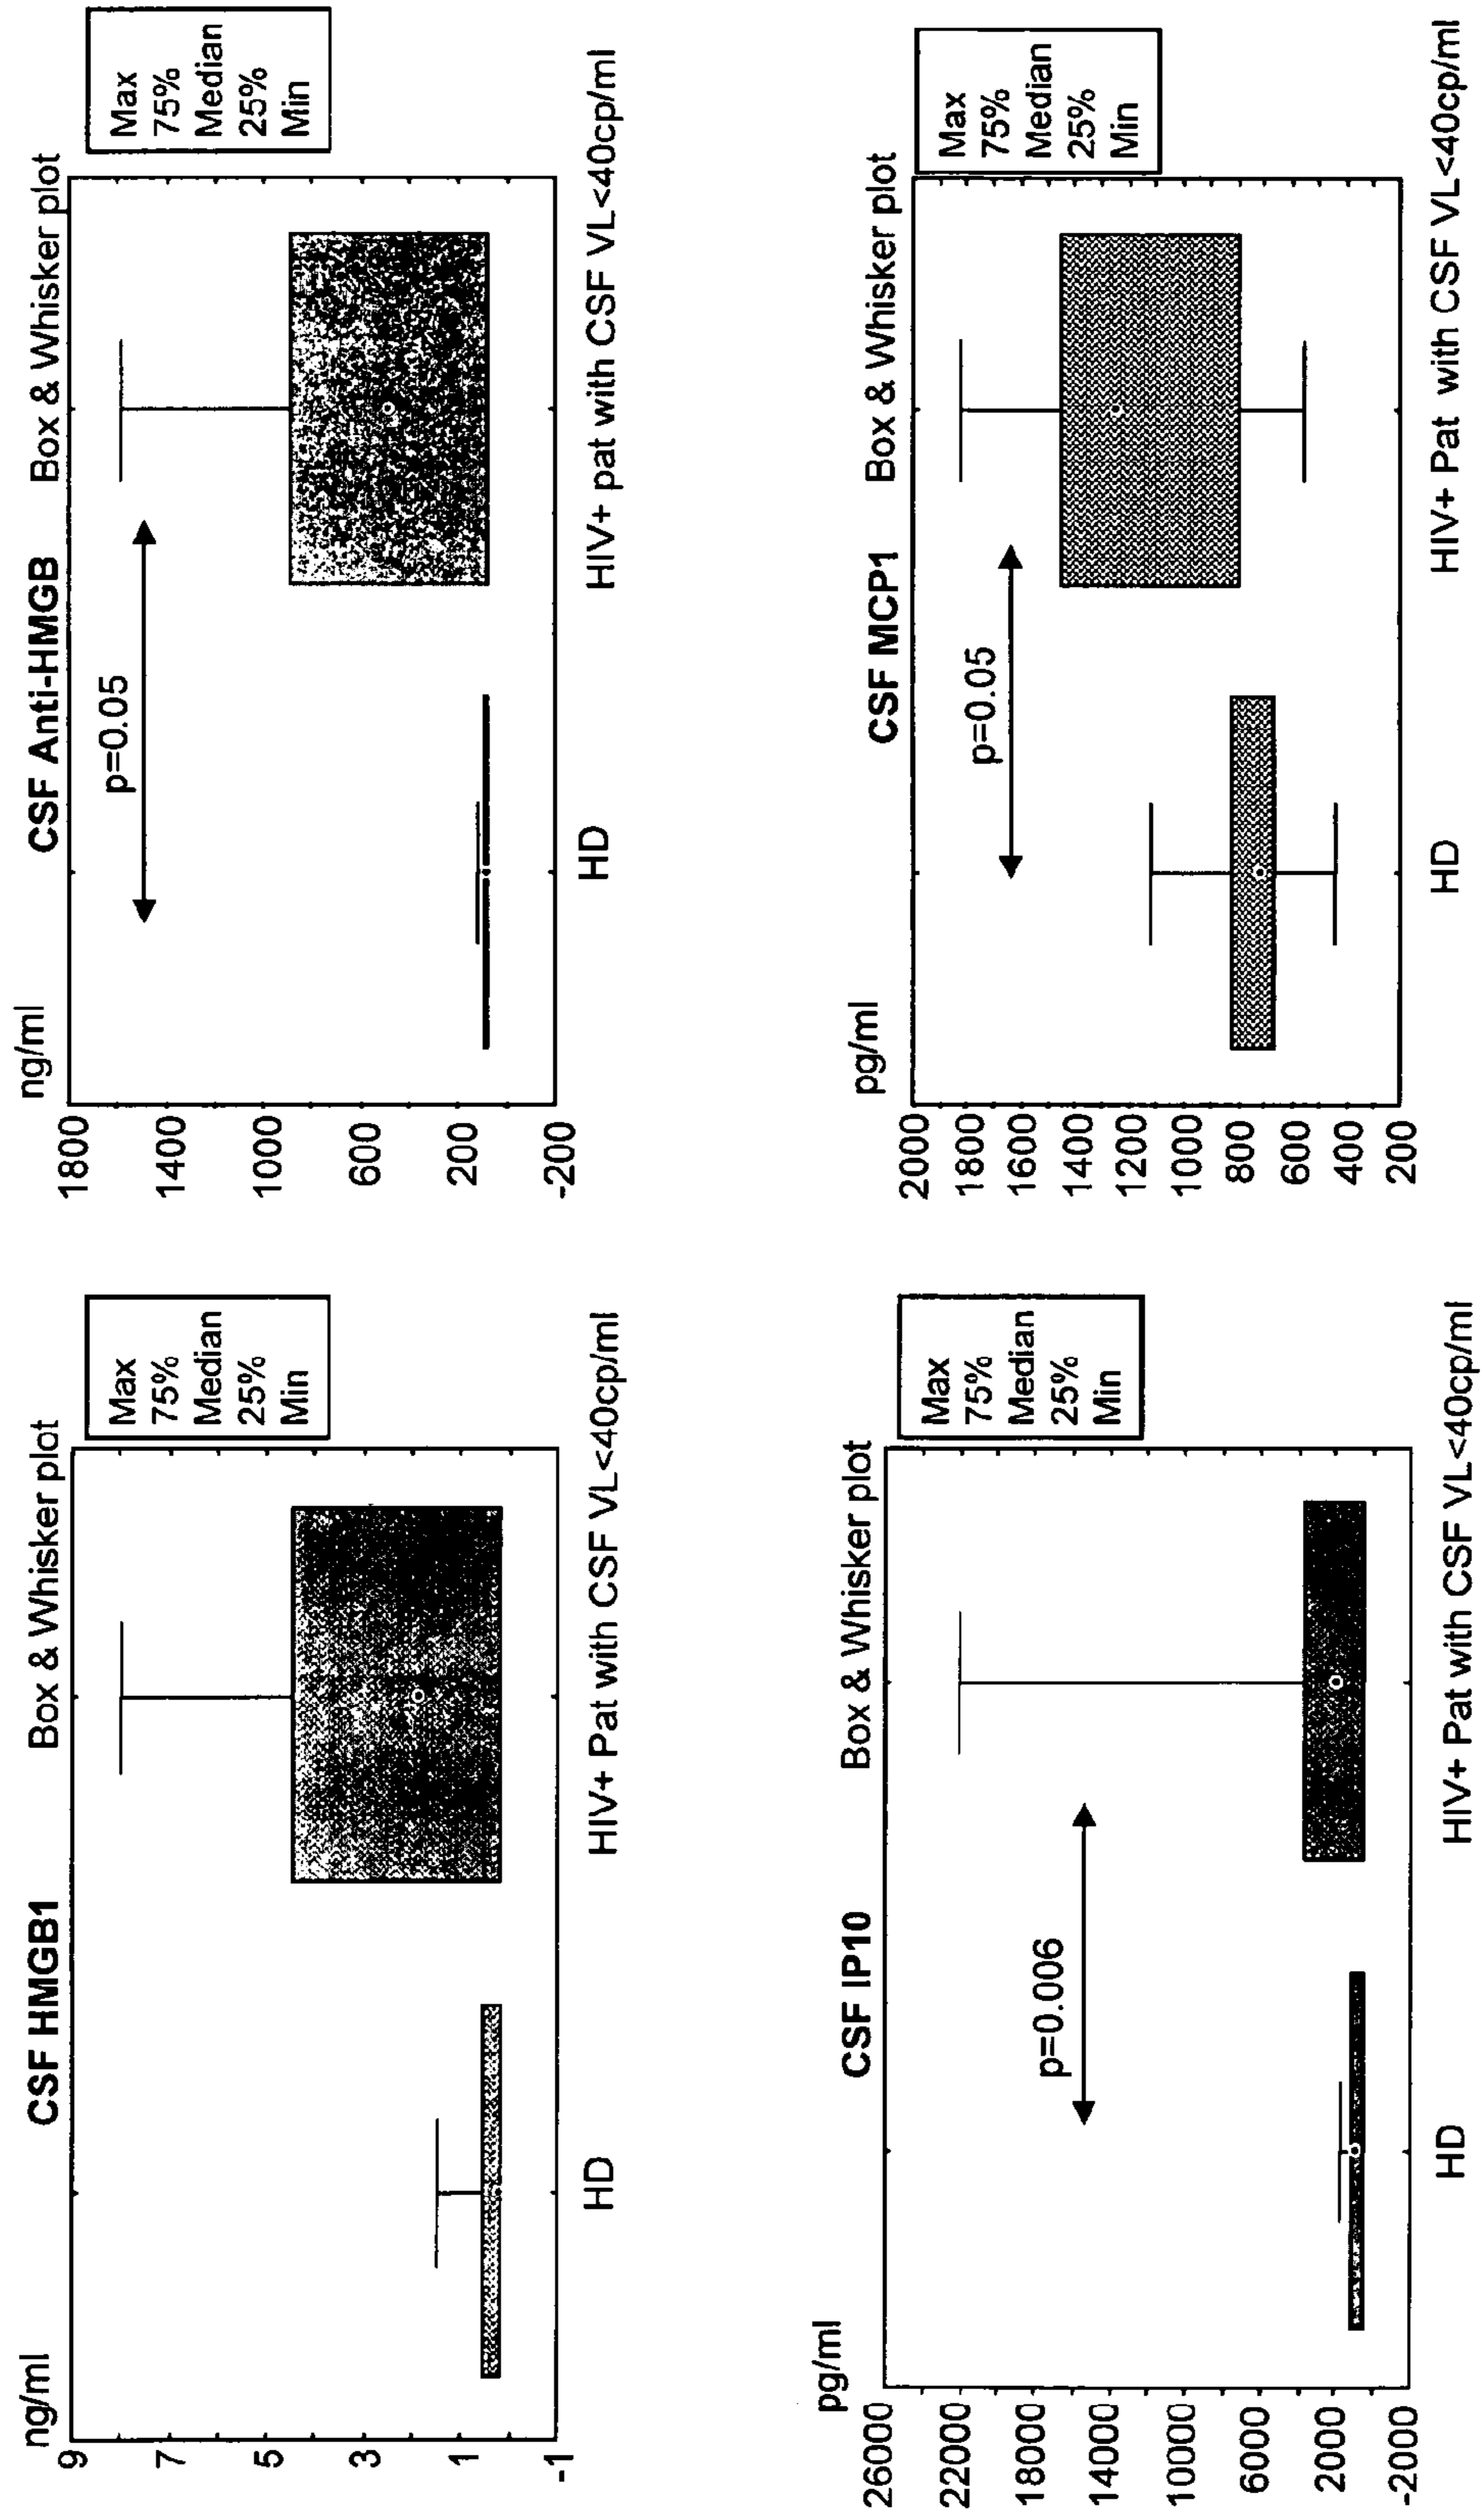 CSF HMGB1
ng/ml
Box & Whisker plot
9
7
5
3
1
-1
Max
75%
Median
25%
Min
HD
HIV+ Pat with CSF VL<40cp/ml
CSF Anti-HMGB
ng/ml
Box & Whisker plot
p=0.05
1800
1400
1000
600
200
-200
Max
75%
Median
25%
Min
HD
HIV+ pat with CSF VL<40cp/ml
CSF IP10
pg/ml
Box & Whisker plot
p=0.006
26000
22000
18000
14000
10000
6000
2000
-2000
Max
75%
Median
25%
Min
HD
HIV+ Pat with CSF VL<40cp/ml
CSF MCP1
pg/ml
Box & Whisker plot
p=0.05
2000
1800
1600
1400
1200
1000
800
600
400
200
Max
75%
Median
25%
Min
HD
HIV+ Pat with CSF VL<40cp/ml